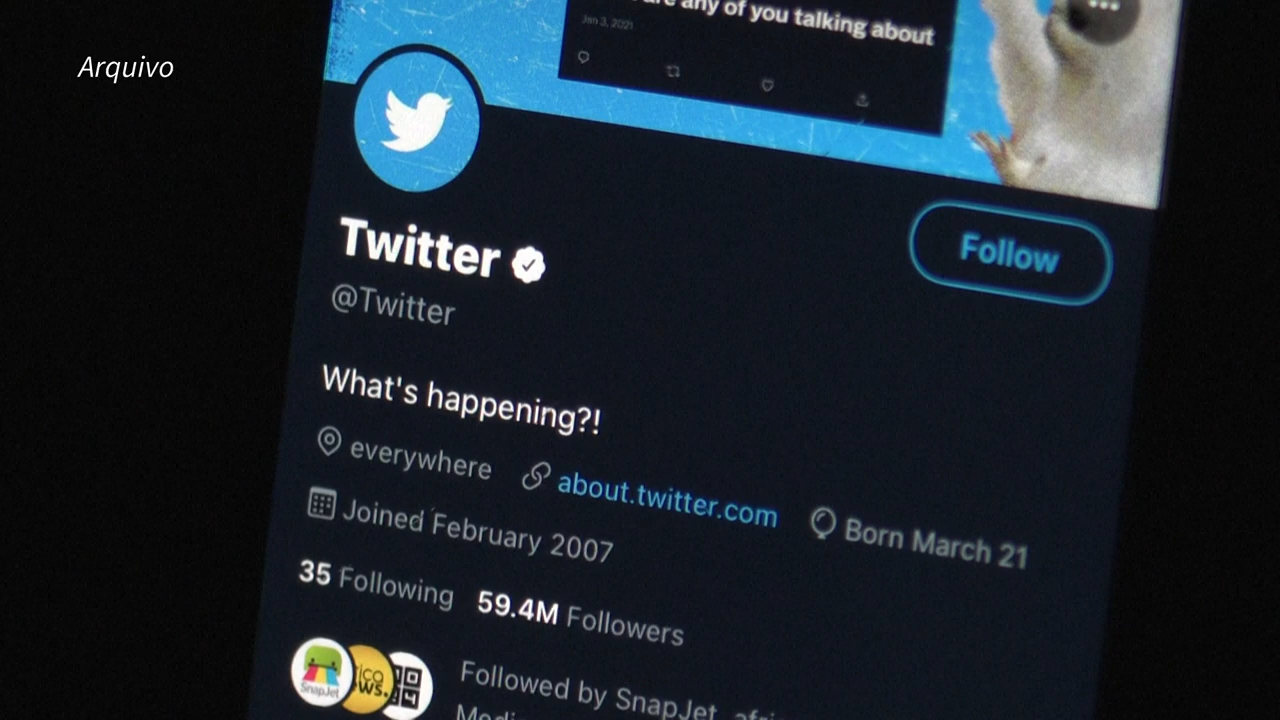 Arquivo
any of you talking about
Jan 3, 2021
Twitter
@Twitter
Follow
What's happening?!
everywhere about.twitter.com Born March 21
Joined February 2007
35 Following 59.4M Followers
SnapJet
Followed by SnapJet,